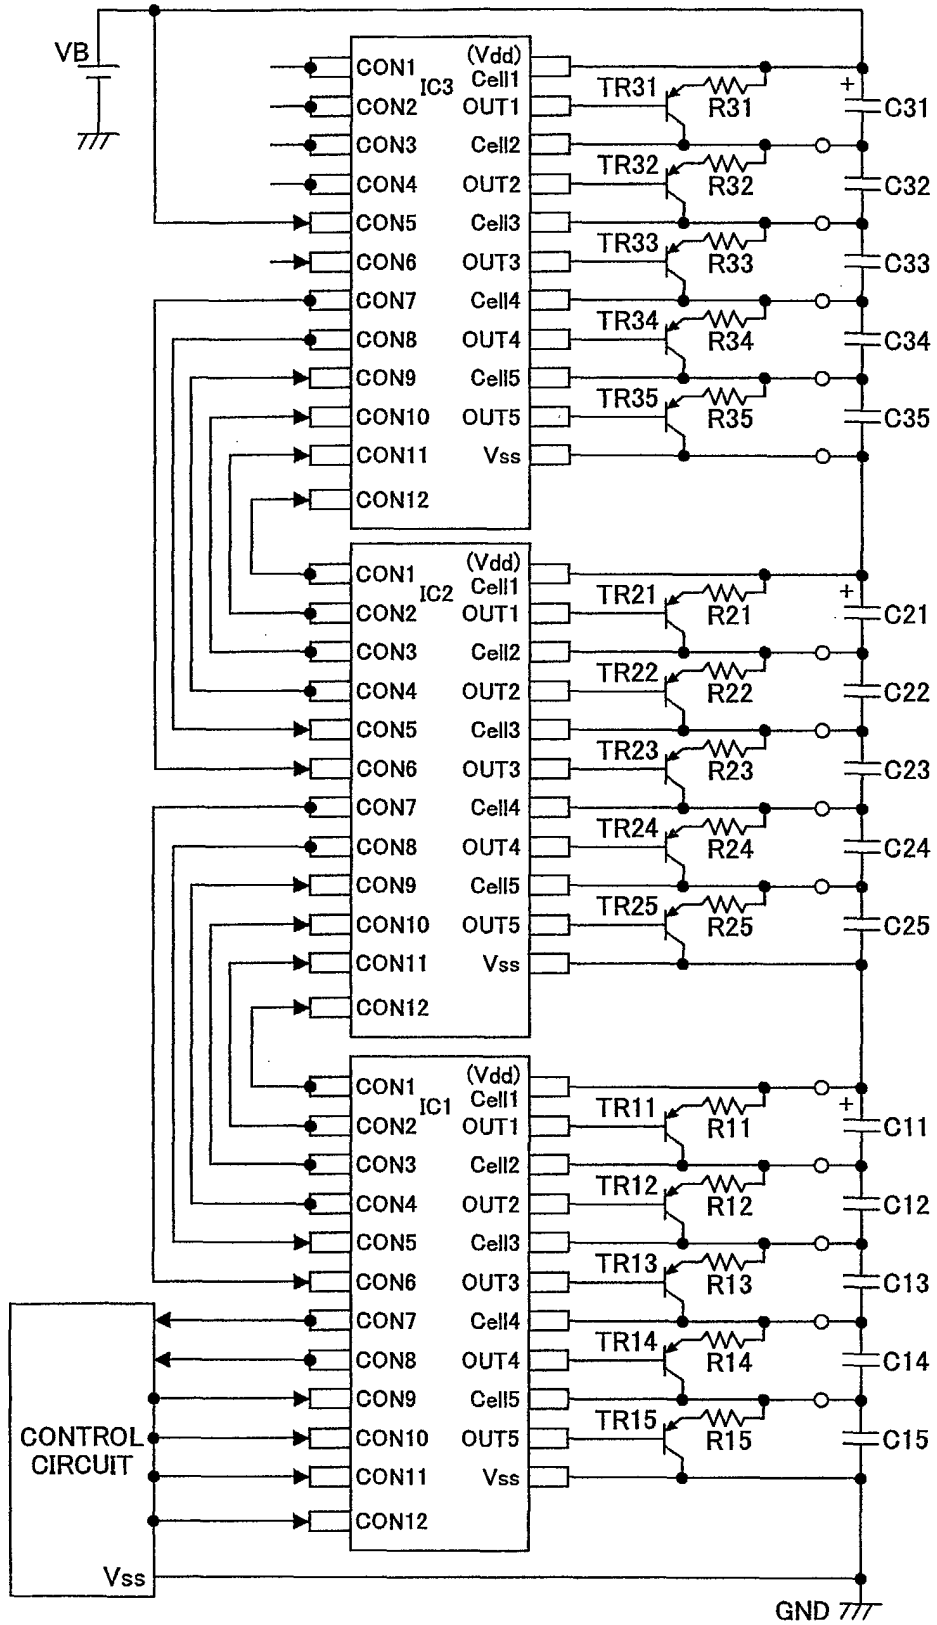 VB
CON1 IC3 (Vdd) Cell1 TR31 R31 + C31
CON2 OUT1
CON3 Cell2 TR32 R32 C32
CON4 OUT2
CON5 Cell3 TR33 R33 C33
CON6 OUT3
CON7 Cell4 TR34 R34 C34
CON8 OUT4
CON9 Cell5 TR35 R35 C35
CON10 OUT5
CON11 Vss
CON12
CON1 IC2 (Vdd) Cell1 TR21 R21 + C21
CON2 OUT1
CON3 Cell2 TR22 R22 C22
CON4 OUT2
CON5 Cell3 TR23 R23 C23
CON6 OUT3
CON7 Cell4 TR24 R24 C24
CON8 OUT4
CON9 Cell5 TR25 R25 C25
CON10 OUT5
CON11 Vss
CON12
CON1 IC1 (Vdd) Cell1 TR11 R11 + C11
CON2 OUT1
CON3 Cell2 TR12 R12 C12
CON4 OUT2
CON5 Cell3 TR13 R13 C13
CON6 OUT3
CON7 Cell4 TR14 R14 C14
CON8 OUT4
CON9 Cell5 TR15 R15 C15
CON10 OUT5
CON11 Vss
CON12
CONTROL
CIRCUIT
Vss
GND